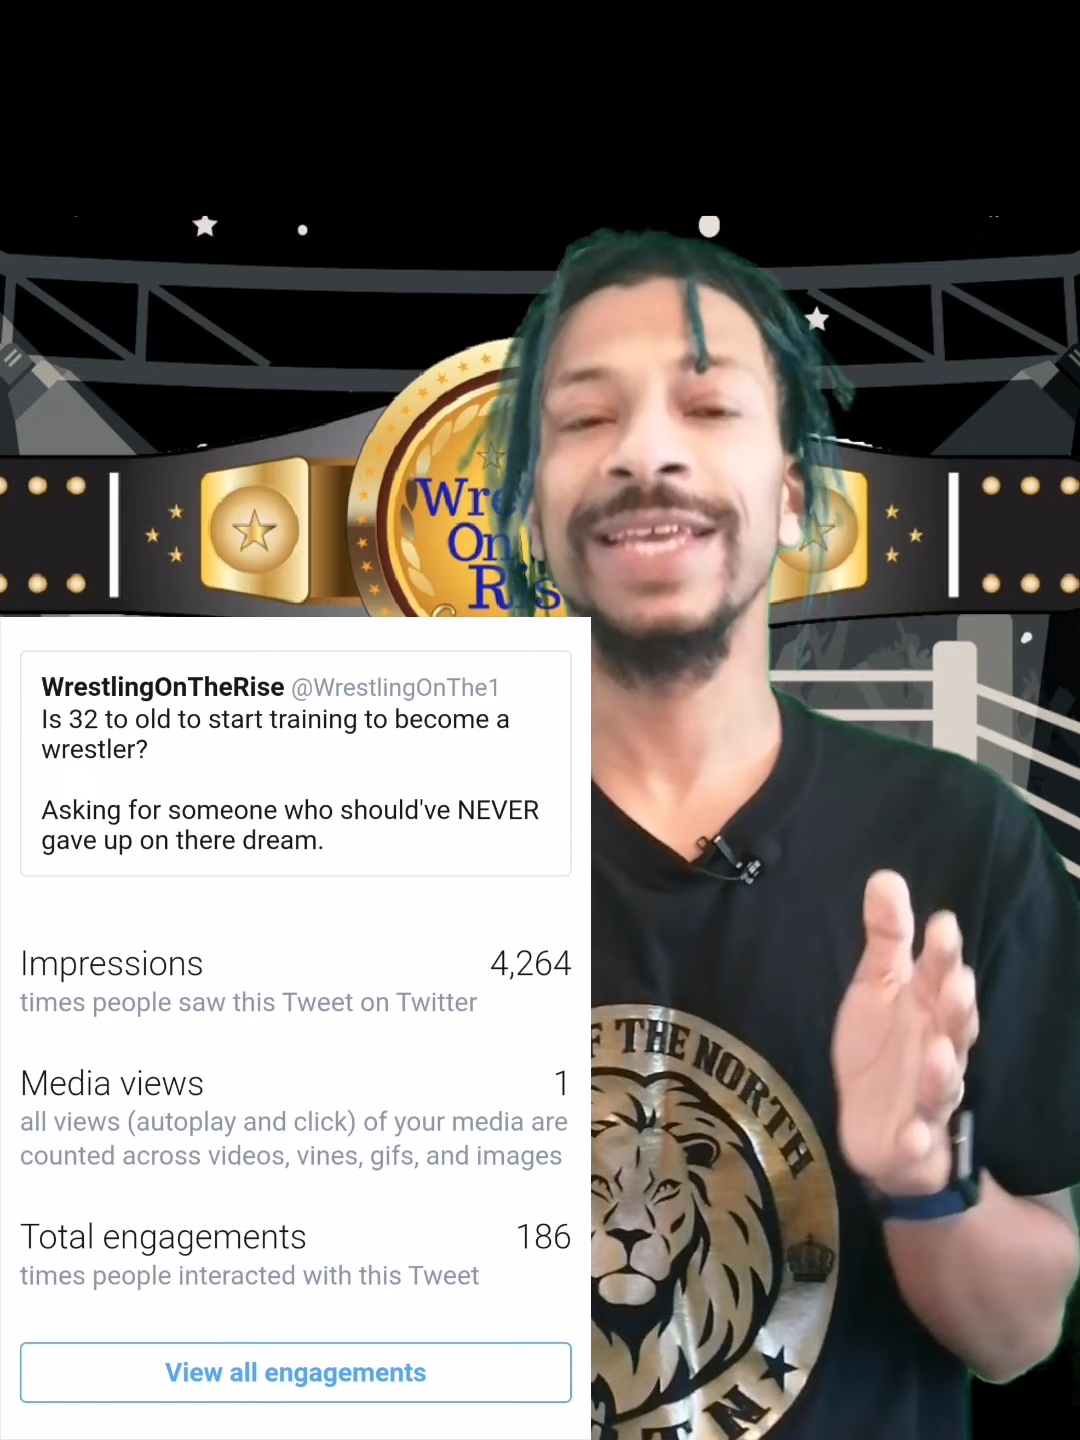 On
WrestlingOnTheRise @WrestlingOnThe1
Is 32 to old to start training to become a
wrestler?
Asking for someone who should've NEVER
gave up on there dream.
Impressions 4,264
times people saw this Tweet on Twitter
Media views 1
all views (autoplay and click) of your media are
counted across videos, vines, gifs, and images
Total engagements 186
times people interacted with this Tweet
View all engagements
THE NORTH